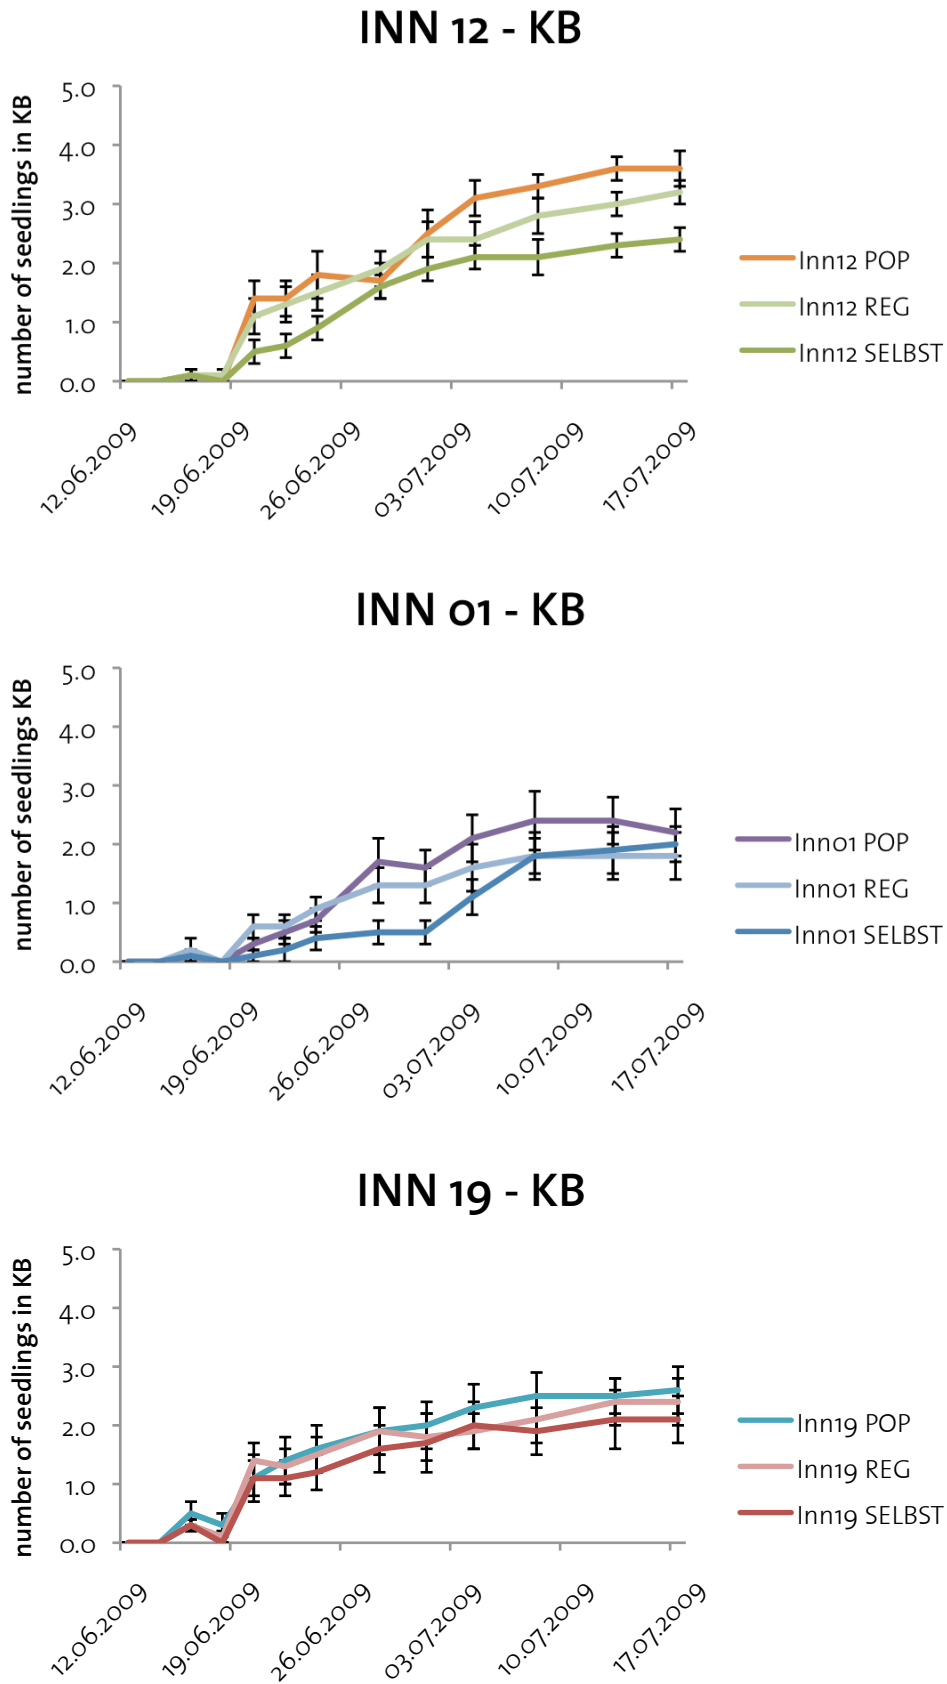 INN 12 - KB
number of seedlings in KB
5.0
4.0
3.0
2.0
1.0
0.0
12.06.2009
19.06.2009
26.06.2009
03.07.2009
10.07.2009
17.07.2009
Inn12 POP
Inn12 REG
Inn12 SELBST
INN 01 - KB
number of seedlings KB
5.0
4.0
3.0
2.0
1.0
0.0
12.06.2009
19.06.2009
26.06.2009
03.07.2009
10.07.2009
17.07.2009
Inn01 POP
Inn01 REG
Inn01 SELBST
INN 19 - KB
number of seedlings in KB
5.0
4.0
3.0
2.0
1.0
0.0
12.06.2009
19.06.2009
26.06.2009
03.07.2009
10.07.2009
17.07.2009
Inn19 POP
Inn19 REG
Inn19 SELBST